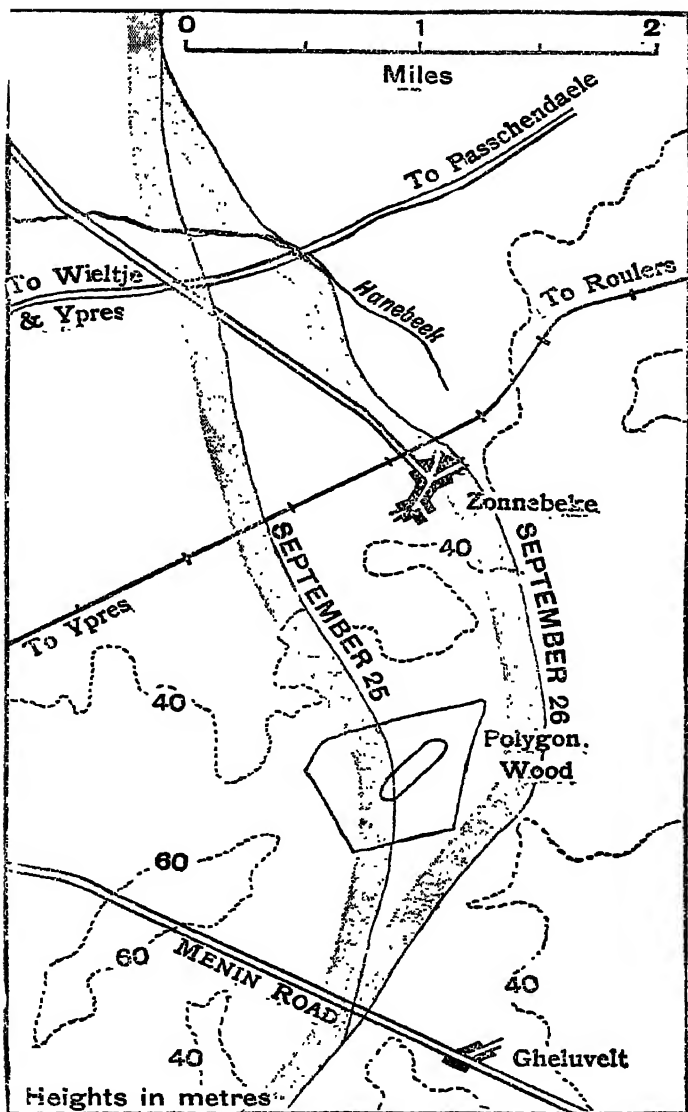 0 1 2
Miles
To Passchendaele
To Wieltje
& Ypres
Hanebeek
To Roulers
Zonnebeke
40
SEPTEMBER 25
SEPTEMBER 26
To Ypres
40
Polygon
Wood
60
60
MENIN ROAD
40
40
Gheluvelt
Heights in metres